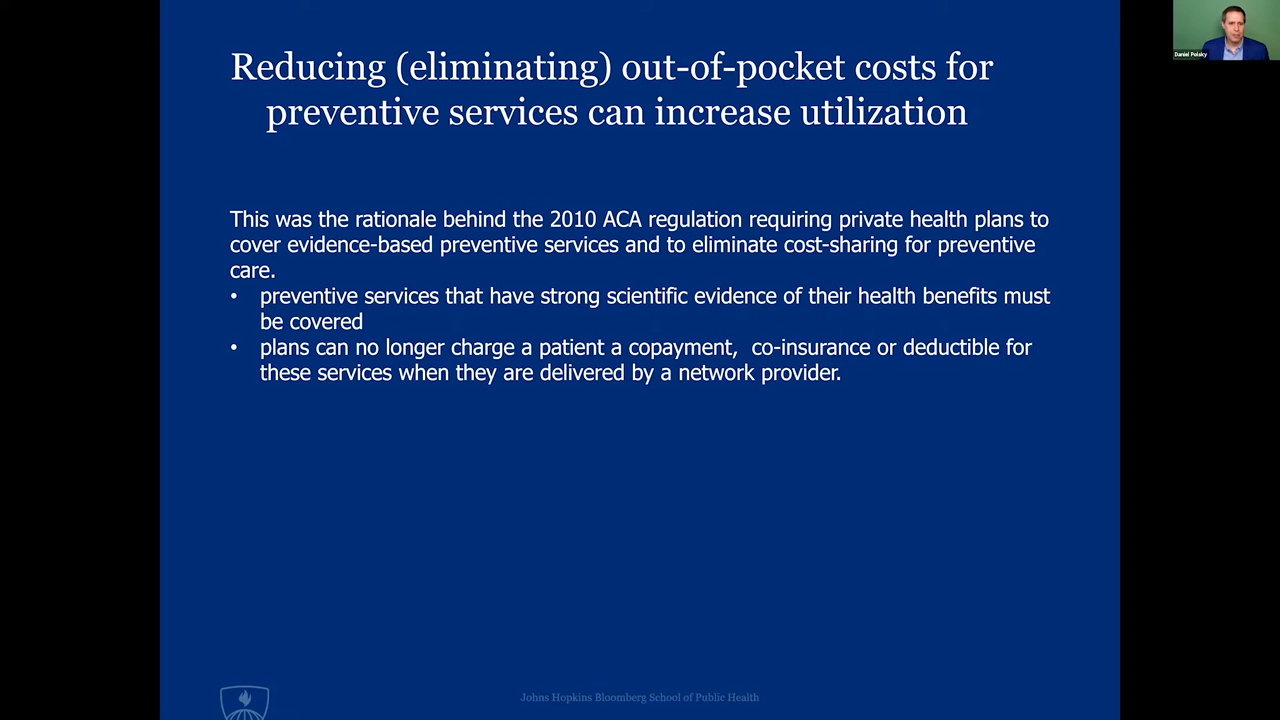 Reducing (eliminating) out-of-pocket costs for
preventive services can increase utilization
Daniel Polsky
This was the rationale behind the 2010 ACA regulation requiring private health plans to
cover evidence-based preventive services and to eliminate cost-sharing for preventive
care.
• preventive services that have strong scientific evidence of their health benefits must
be covered
• plans can no longer charge a patient a copayment,  co-insurance or deductible for
these services when they are delivered by a network provider.
Johns Hopkins Bloomberg School of Public Health